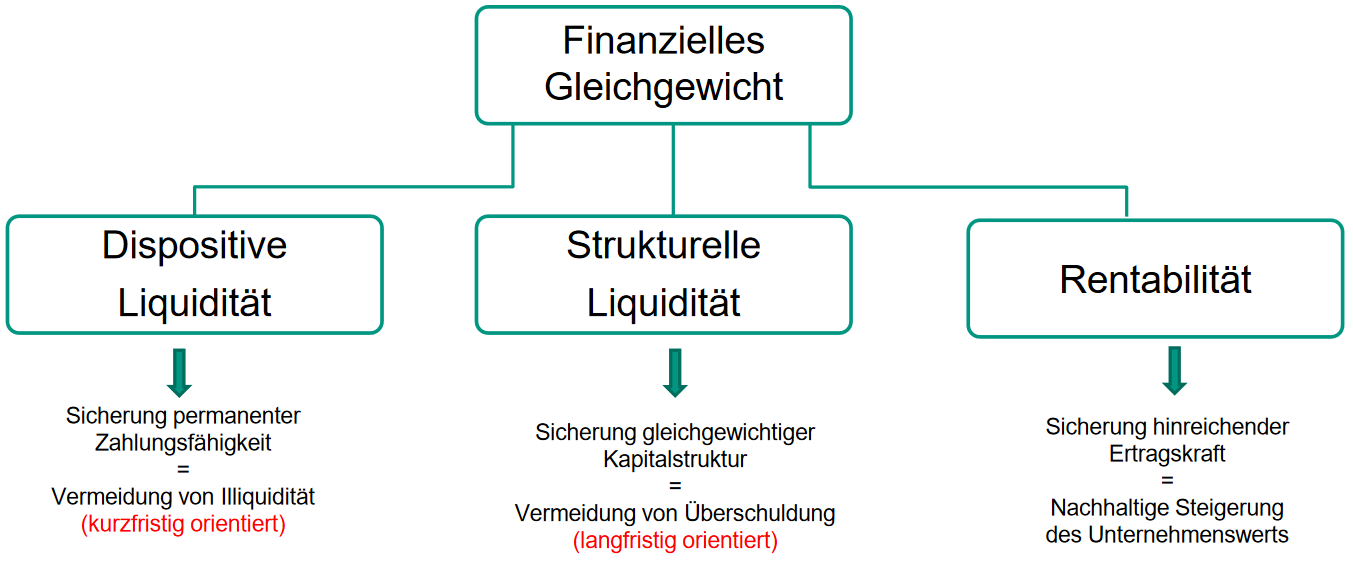 Finanzielles
Gleichgewicht
Dispositive
Liquidität
Strukturelle
Liquidität
Rentabilität
Sicherung permanenter
Zahlungsfähigkeit
=
Vermeidung von Illiquidität
(kurzfristig orientiert)
Sicherung gleichgewichtiger
Kapitalstruktur
=
Vermeidung von Überschuldung
(langfristig orientiert)
Sicherung hinreichender
Ertragskraft
=
Nachhaltige Steigerung
des Unternehmenswerts